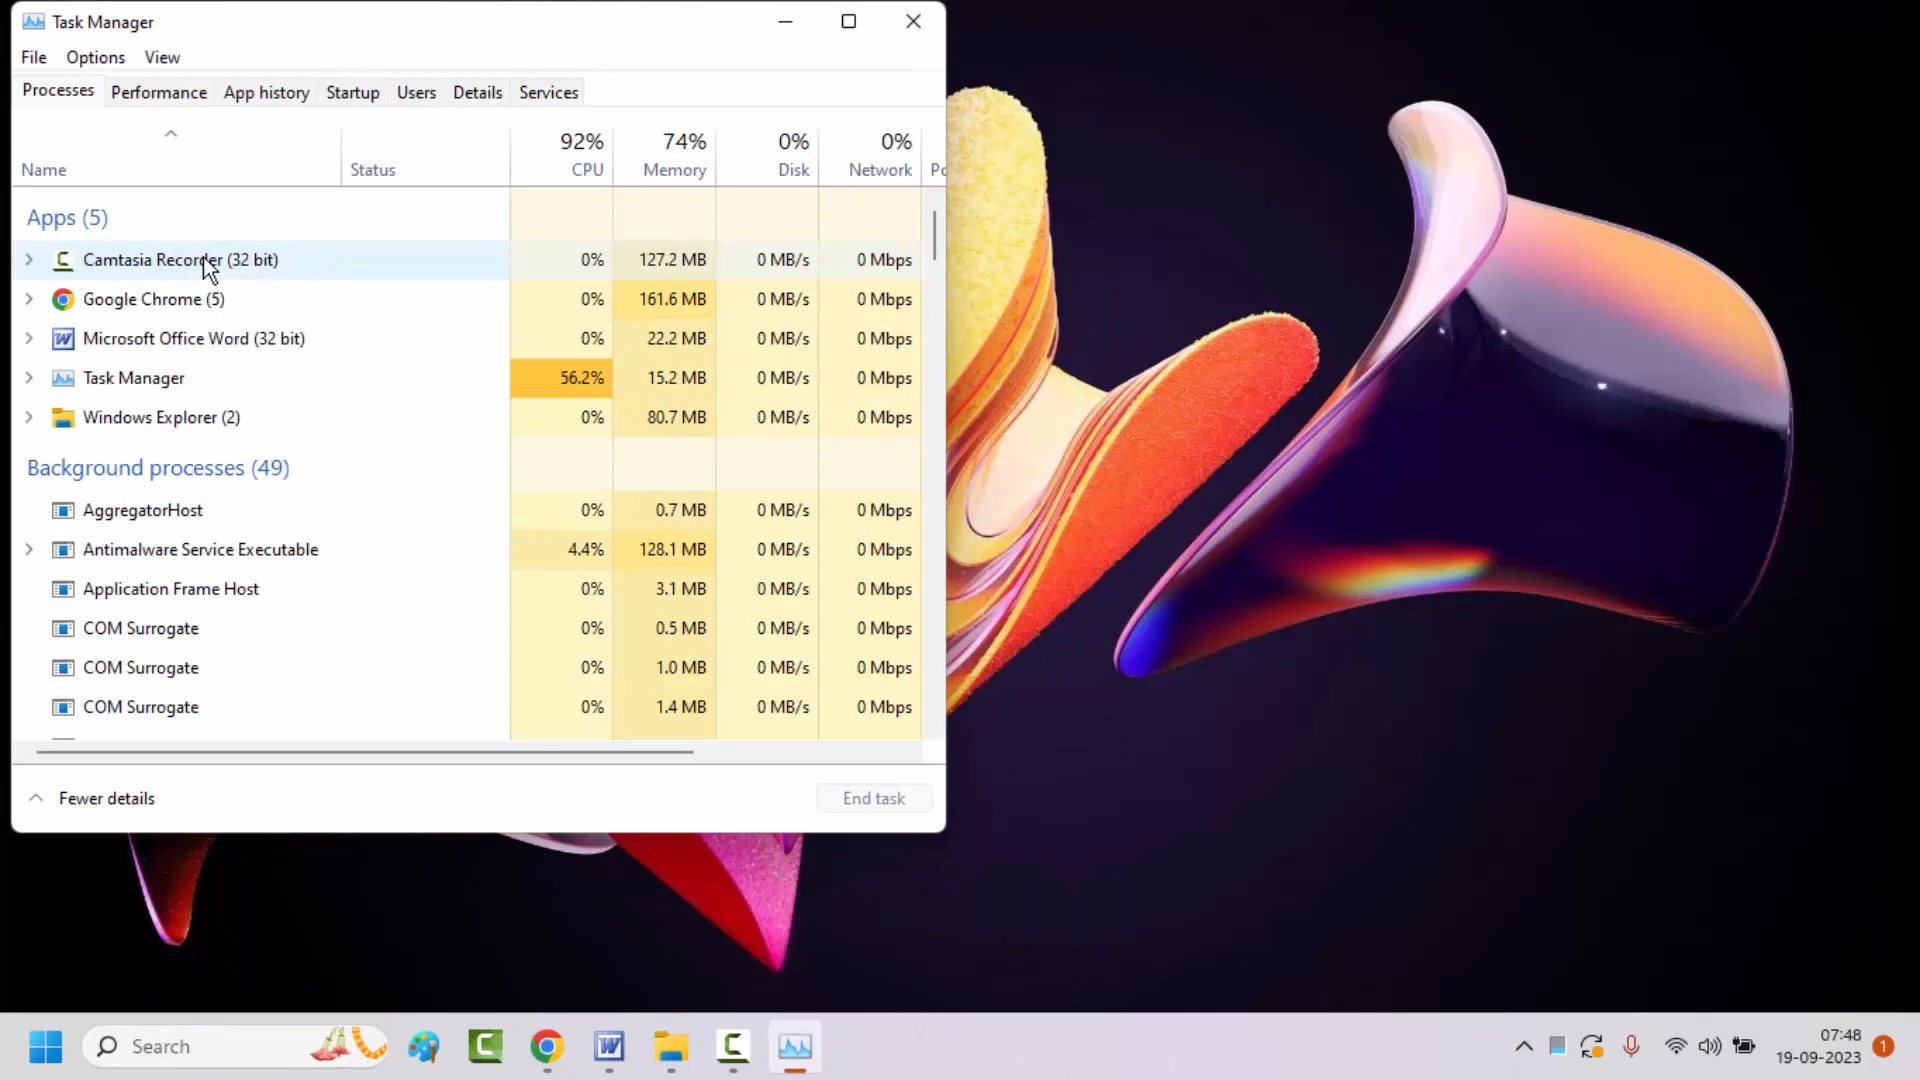 Task Manager
File Options View
Processes Performance App history Startup Users Details Services
92% 74% 0% 0%
Name Status CPU Memory Disk Network Po
Apps (5)
Camtasia Recorder (32 bit) 0% 127.2 MB 0 MB/s 0 Mbps
Google Chrome (5) 0% 161.6 MB 0 MB/s 0 Mbps
Microsoft Office Word (32 bit) 0% 22.2 MB 0 MB/s 0 Mbps
Task Manager 56.2% 15.2 MB 0 MB/s 0 Mbps
Windows Explorer (2) 0% 80.7 MB 0 MB/s 0 Mbps
Background processes (49)
AggregatorHost 0% 0.7 MB 0 MB/s 0 Mbps
Antimalware Service Executable 4.4% 128.1 MB 0 MB/s 0 Mbps
Application Frame Host 0% 3.1 MB 0 MB/s 0 Mbps
COM Surrogate 0% 0.5 MB 0 MB/s 0 Mbps
COM Surrogate 0% 1.0 MB 0 MB/s 0 Mbps
COM Surrogate 0% 1.4 MB 0 MB/s 0 Mbps
Fewer details End task
Search
07:48
19-09-2023
1